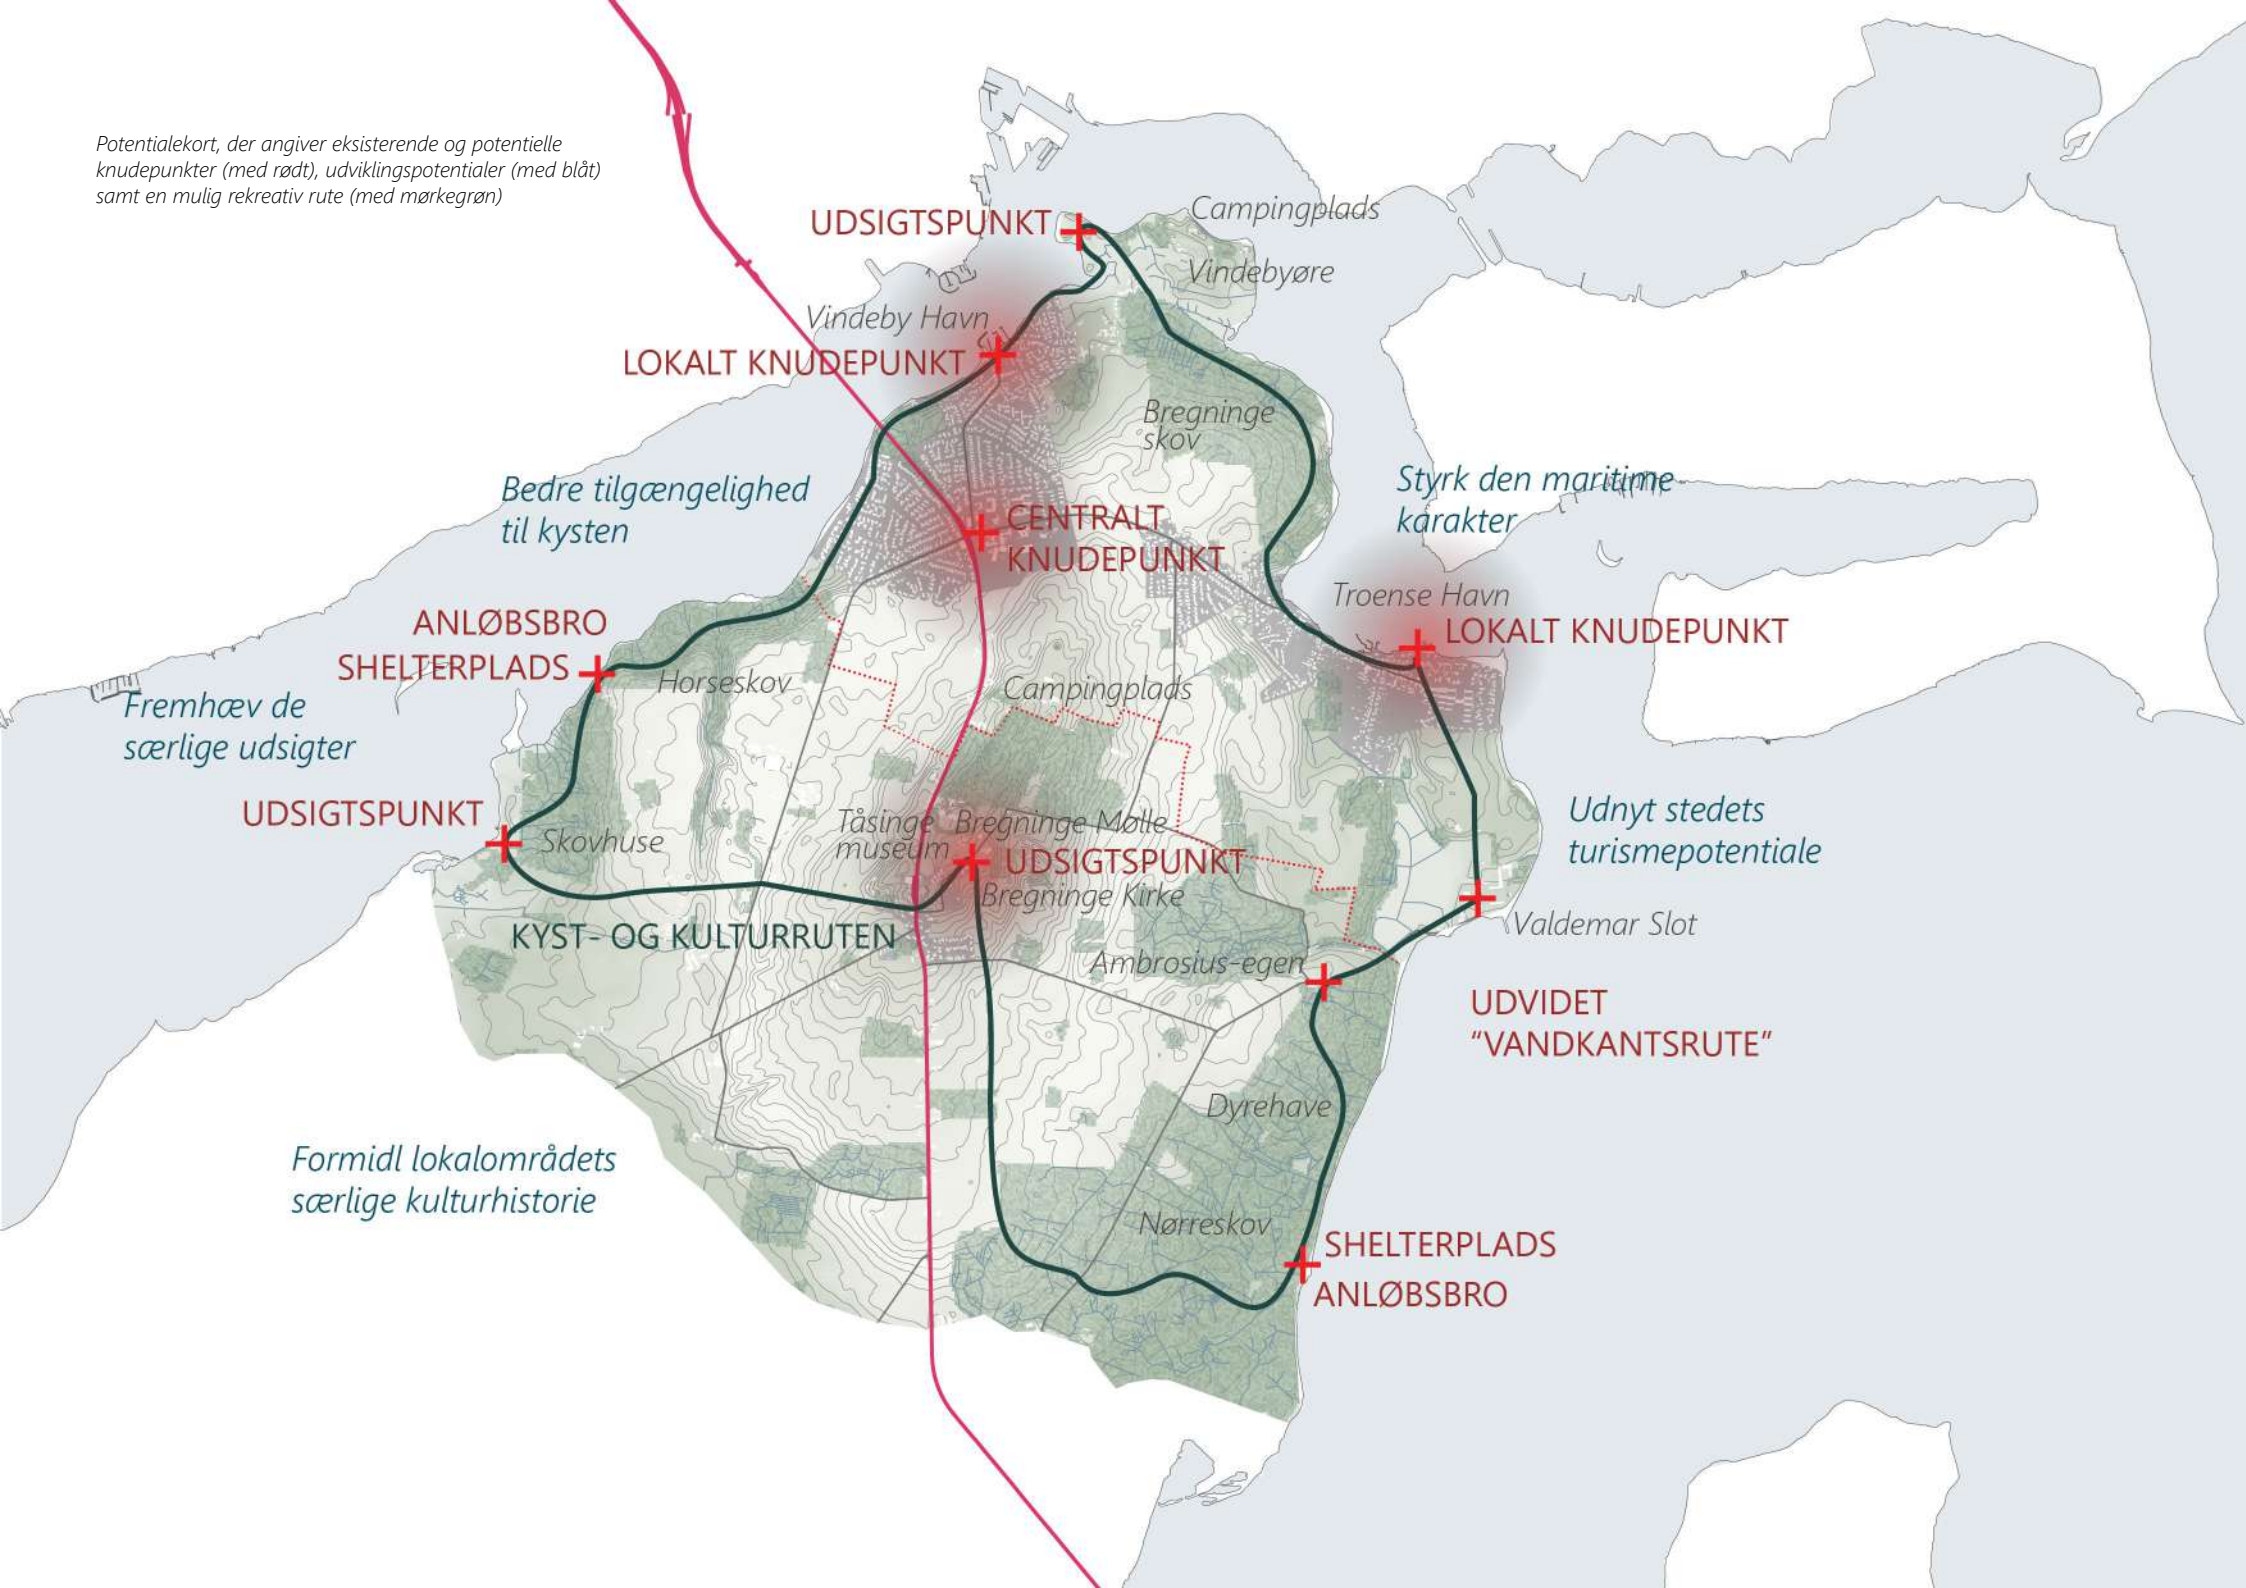 Potentialekort, der angiver eksisterende og potentielle
knudepunkter (med rødt), udviklingspotentialer (med blåt)
samt en mulig rekreativ rute (med mørkegrøn)
UDSIGTSPUNKT
Campingplads
Vindebyøre
Vindeby Havn
LOKALT KNUDEPUNKT
Bregninge
skov
Bedre tilgængelighed
til kysten
Styrk den maritime
karakter
CENTRALT
KNUDEPUNKT
Troense Havn
LOKALT KNUDEPUNKT
ANLØBSBRO
SHELTERPLADS
Horseskov
Campingplads
Fremhæv de
særlige udsigter
UDSIGTSPUNKT
Skovhuse
Tåsinge
museum
Bregninge Mølle
UDSIGTSPUNKT
Bregninge Kirke
Udnyt stedets
turismepotentiale
Valdemar Slot
KYST- OG KULTURRUTEN
Ambrosius-egen
UDVIDET
"VANDKANTSRUTE"
Dyrehave
Formidl lokalområdets
særlige kulturhistorie
Nørreskov
SHELTERPLADS
ANLØBSBRO